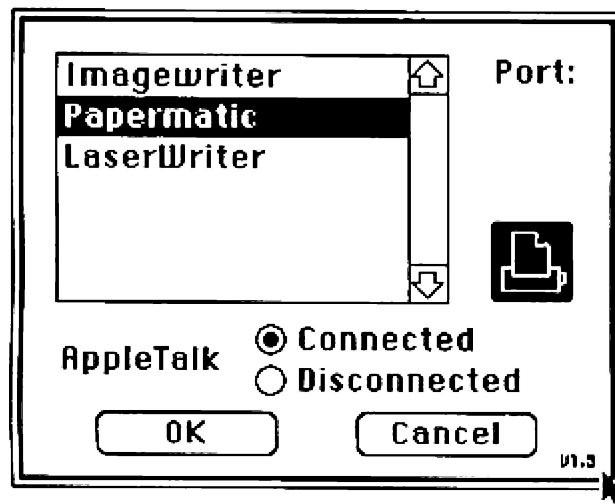 Imagewriter
Port:
Papermatic
LaserWriter
AppleTalk
Connected
Disconnected
OK
Cancel
v1.3